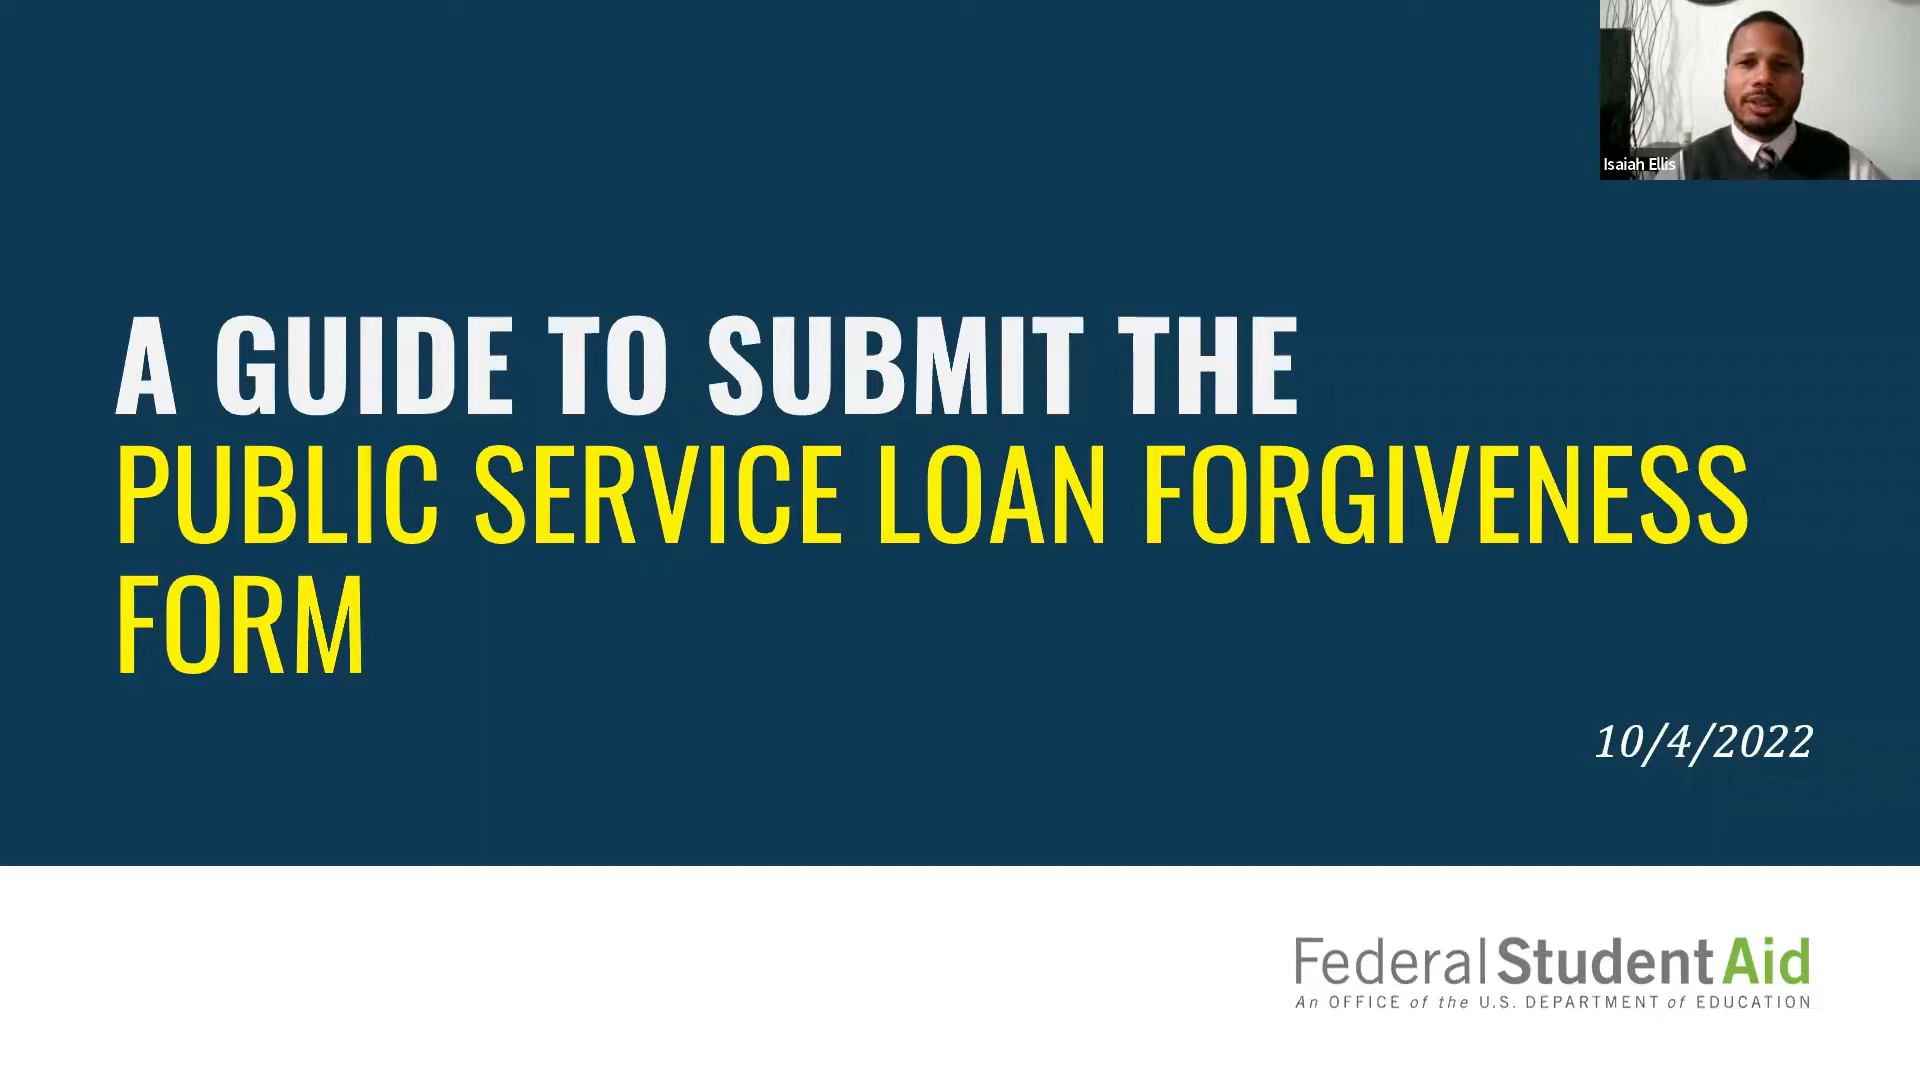 Isaiah Ellis
A GUIDE TO SUBMIT THE
PUBLIC SERVICE LOAN FORGIVENESS
FORM
10/4/2022
Federal Student Aid
An OFFICE of the U.S. DEPARTMENT of EDUCATION